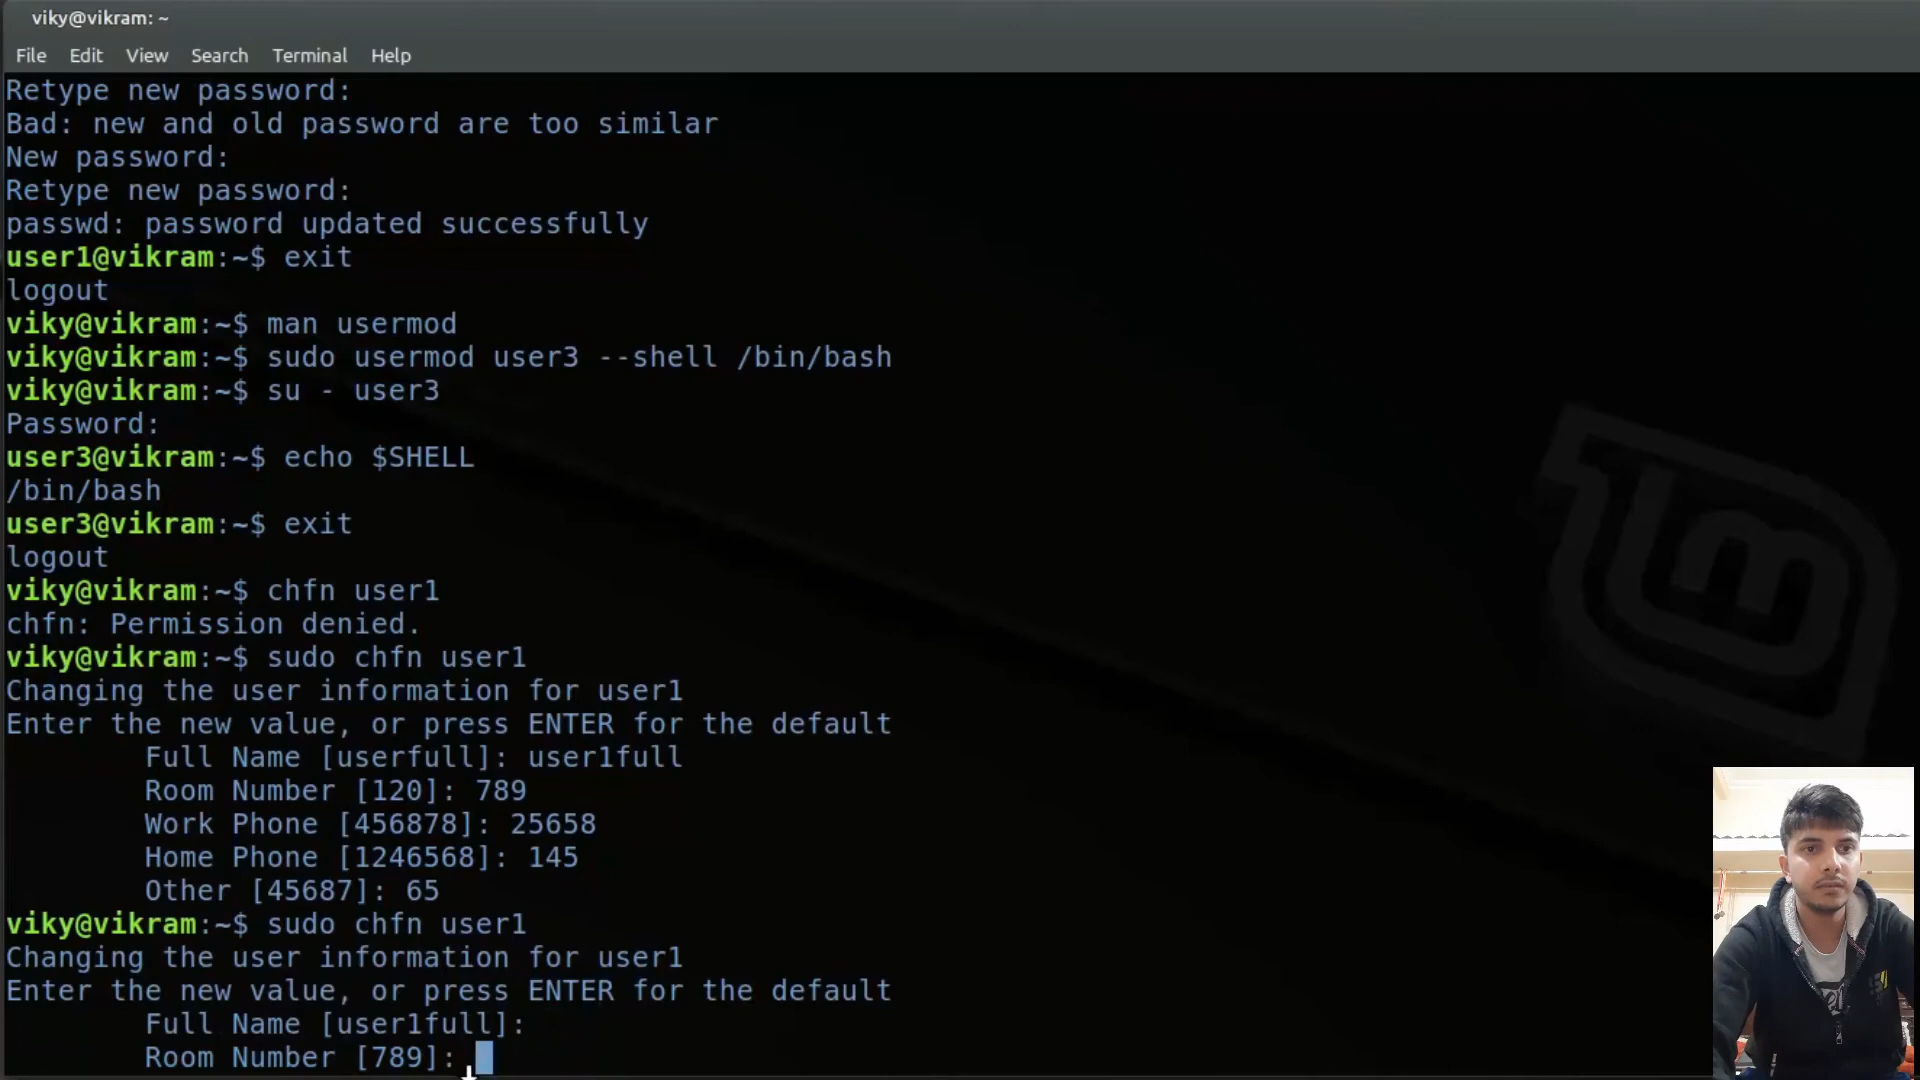 viky@vikram: ~
File Edit View Search Terminal Help
Retype new password:
Bad: new and old password are too similar
New password:
Retype new password:
passwd: password updated successfully
user1@vikram:~$ exit
logout
viky@vikram:~$ man usermod
viky@vikram:~$ sudo usermod user3 --shell /bin/bash
viky@vikram:~$ su - user3
Password:
user3@vikram:~$ echo $SHELL
/bin/bash
user3@vikram:~$ exit
logout
viky@vikram:~$ chfn user1
chfn: Permission denied.
viky@vikram:~$ sudo chfn user1
Changing the user information for user1
Enter the new value, or press ENTER for the default
Full Name [userfull]: user1full
Room Number [120]: 789
Work Phone [456878]: 25658
Home Phone [1246568]: 145
Other [45687]: 65
viky@vikram:~$ sudo chfn user1
Changing the user information for user1
Enter the new value, or press ENTER for the default
Full Name [user1full]:
Room Number [789]: